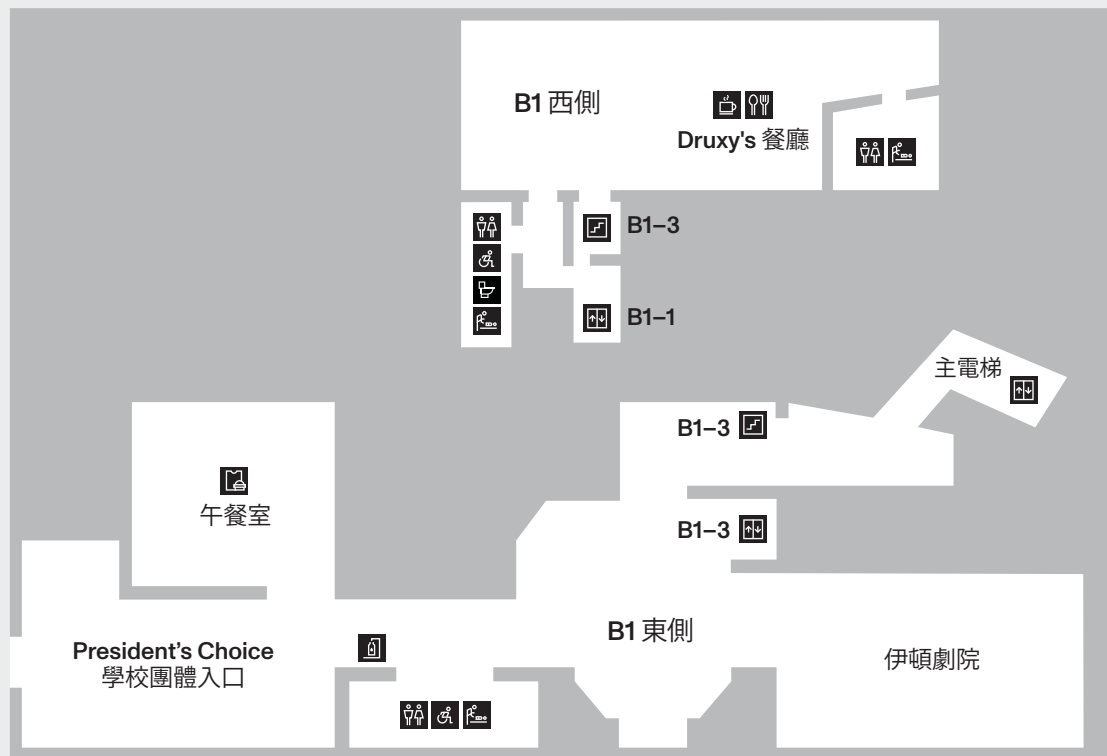 B1 西側
Druxy's 餐廳
B1–3
B1–1
主電梯
B1–3
午餐室
B1–3
B1 東側
President's Choice
學校團體入口
伊頓劇院